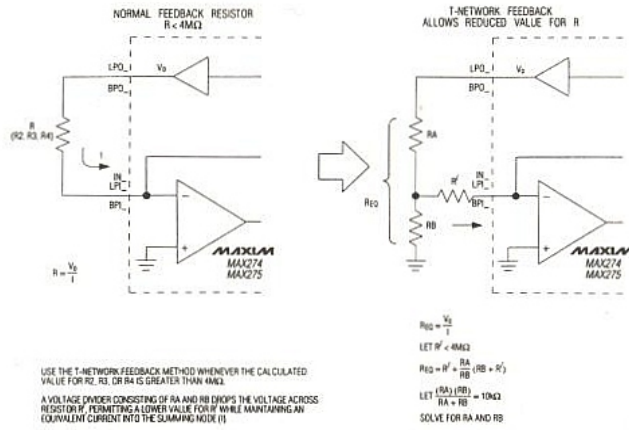 NORMAL FEEDBACK RESISTOR
R < 4MΩ
LPO_
BPO_
V₀
R
(R2, R3, R4)
I
IN_
LPI_
BPI_
−
+
MAXIM
MAX274
MAX275
R = V₀
I
T-NETWORK FEEDBACK
ALLOWS REDUCED VALUE FOR R
LPO_
BPO_
RA
REQ
R'
RB
IN_
LPI_
BPI_
−
+
MAXIM
MAX274
MAX275
LET R' < 4MΩ
REQ = R' + RA (RB + R')
RB
LET (RA) (RB) = 10kΩ
RA + RB
SOLVE FOR RA AND RB
USE THE T-NETWORK FEEDBACK METHOD WHENEVER THE CALCULATED
VALUE FOR R2, R3, OR R4 IS GREATER THAN 4MΩ.
A VOLTAGE DIVIDER CONSISTING OF RA AND RB DROPS THE VOLTAGE ACROSS
RESISTOR R', PERMITTING A LOWER VALUE FOR R' WHILE MAINTAINING AN
EQUIVALENT CURRENT INTO THE SUMMING NODE (I).